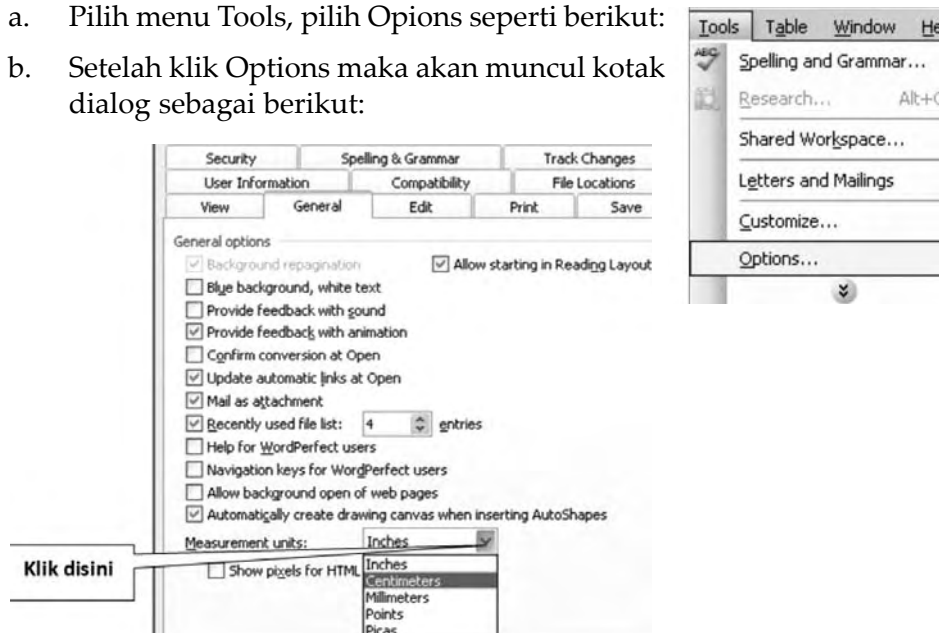 a. Pilih menu Tools, pilih Opions seperti berikut:
b. Setelah klik Options maka akan muncul kotak
dialog sebagai berikut:
Tools Table Window He
Spelling and Grammar...
Research... Alt+C
Shared Workspace...
Letters and Mailings
Customize...
Options...
Security Spelling & Grammar Track Changes
User Information Compatibility File Locations
View General Edit Print Save
General options
Background repagination Allow starting in Reading Layout
Blue background, white text
Provide feedback with sound
Provide feedback with animation
Confirm conversion at Open
Update automatic links at Open
Mail as attachment
Recently used file list: 4 entries
Help for WordPerfect users
Navigation keys for WordPerfect users
Allow background open of web pages
Automatically create drawing canvas when inserting AutoShapes
Measurement units: Inches
Klik disini
Show pixels for HTML
Inches
Centimeters
Millimeters
Points
Picas